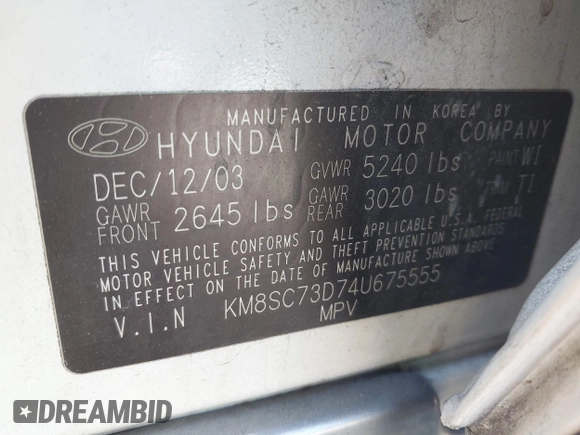 MANUFACTURED IN KOREA BY
HYUNDAI MOTOR COMPANY
DEC/12/03 GVWR 5240 lbs PAINT WI
GAWR FRONT 2645 lbs GAWR REAR 3020 lbs TRIM TI
THIS VEHICLE CONFORMS TO ALL APPLICABLE U.S.A. FEDERAL
MOTOR VEHICLE SAFETY AND THEFT PREVENTION STANDARDS
IN EFFECT ON THE DATE OF MANUFACTURE SHOWN ABOVE.
V.I.N KM8SC73D74U675555
MPV
DREAMBID